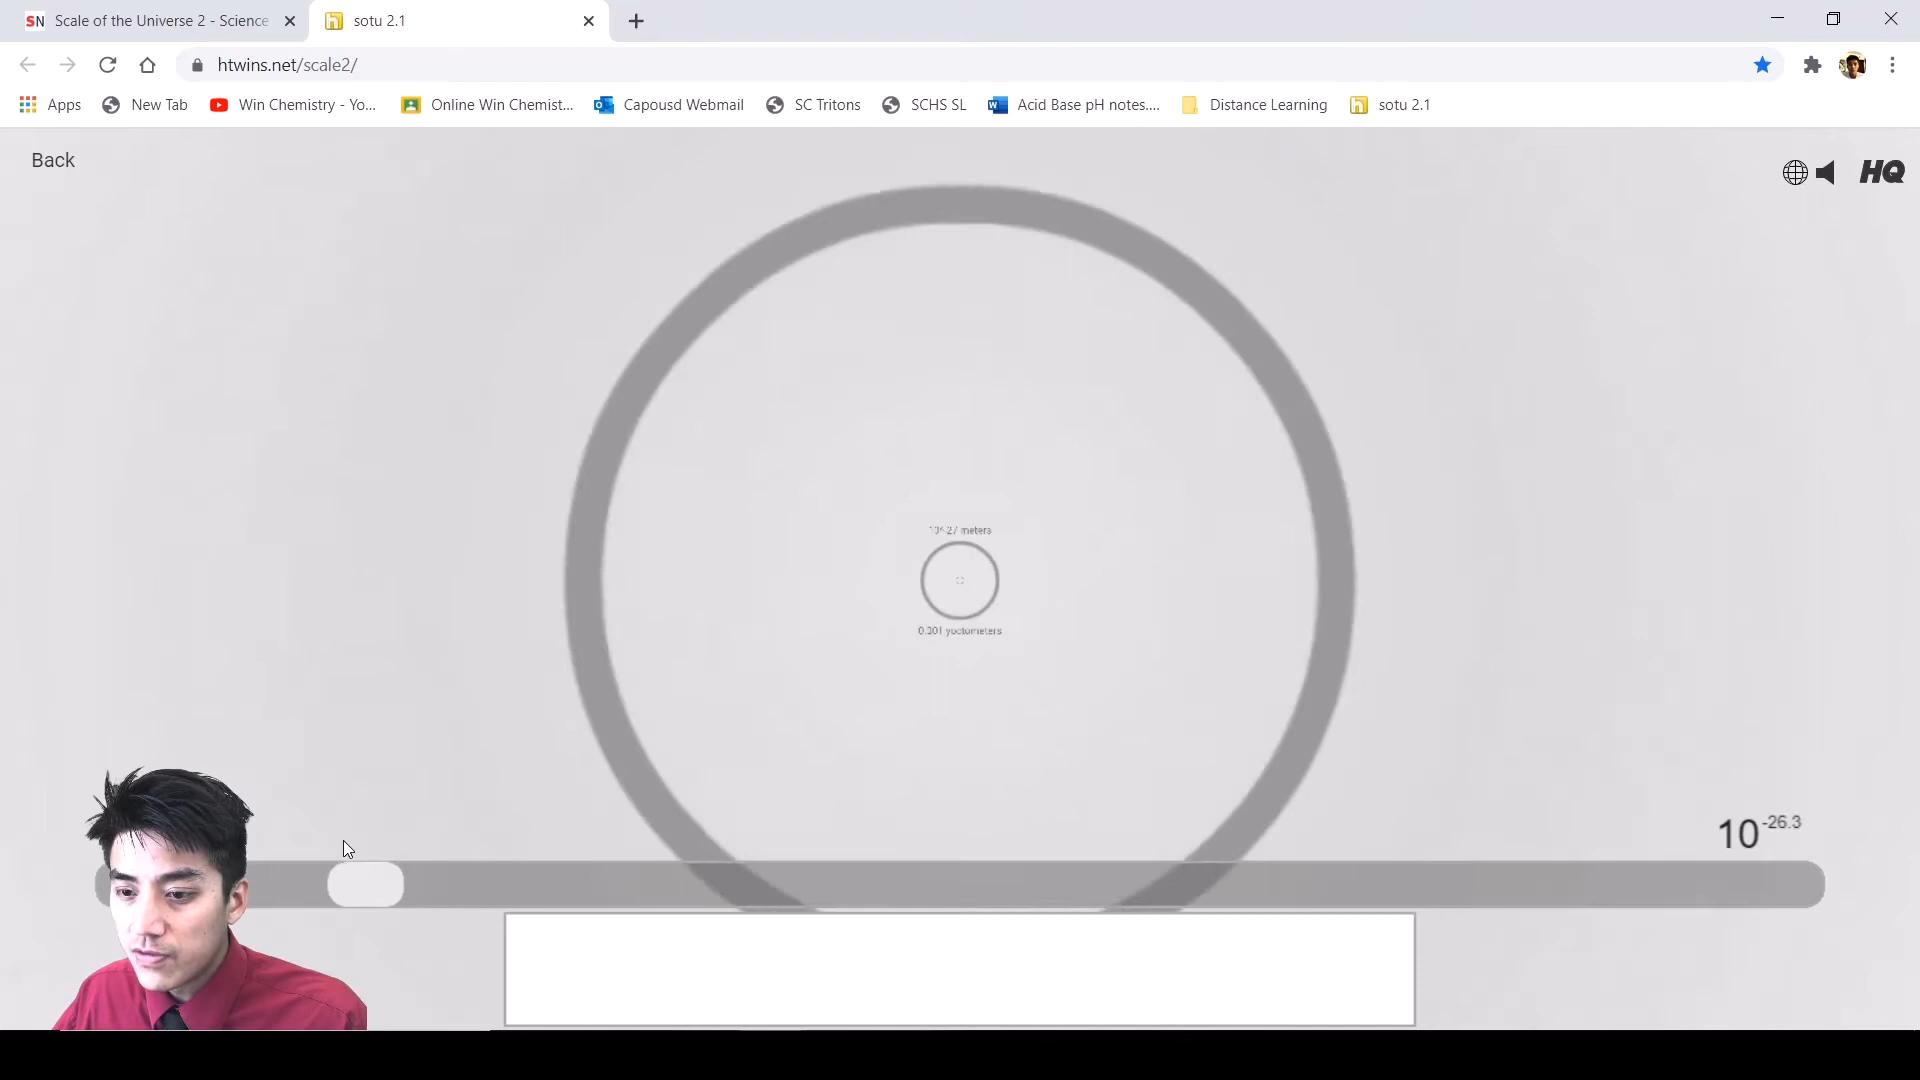 SN Scale of the Universe 2 - Science
sotu 2.1
htwins.net/scale2/
Apps
New Tab
Win Chemistry - Yo...
Online Win Chemist...
Capousd Webmail
SC Tritons
SCHS SL
Acid Base pH notes....
Distance Learning
sotu 2.1
Back
HQ
meters
yoctometers
10^-26.3